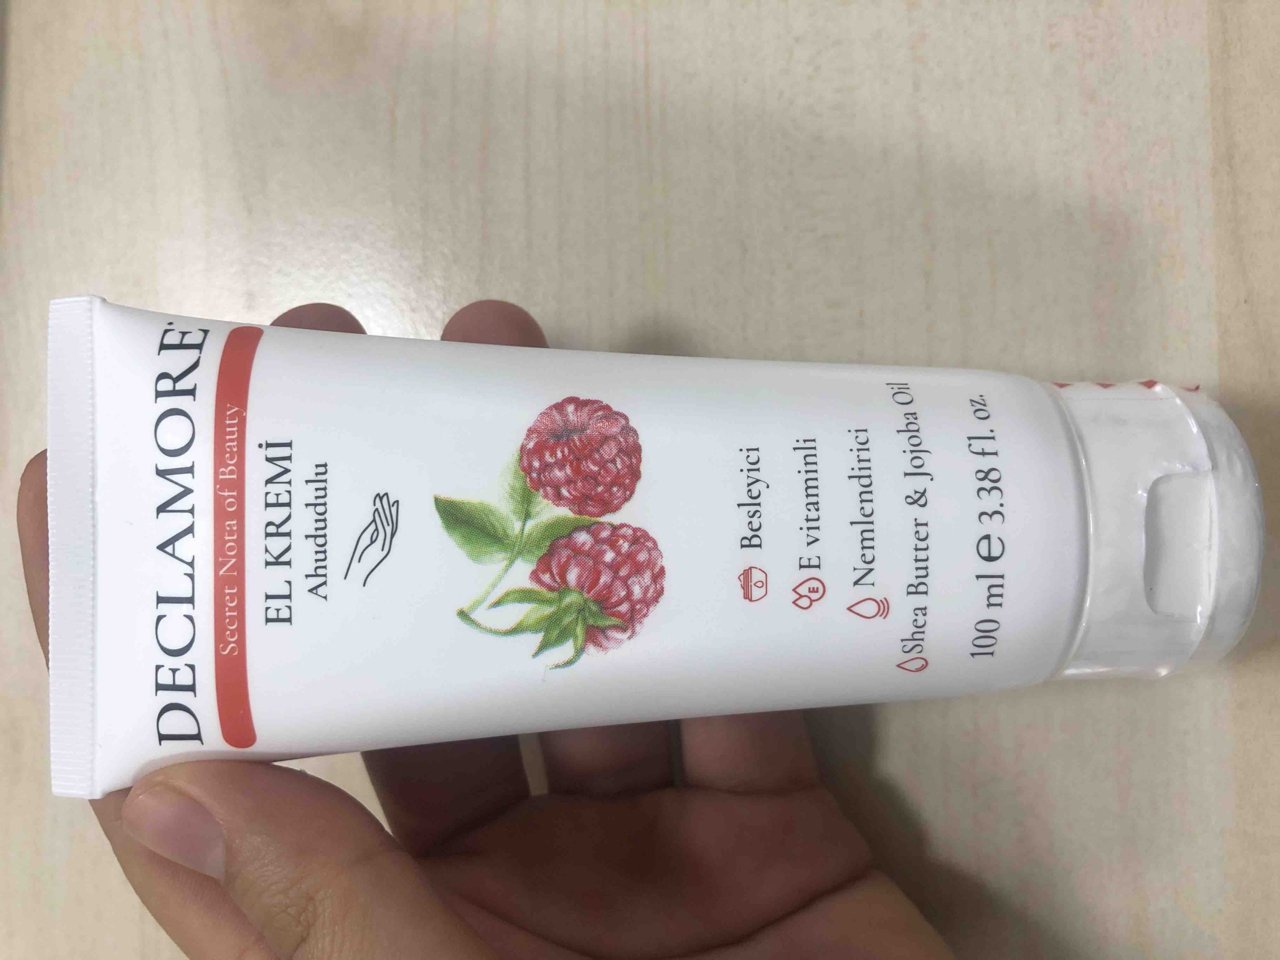 DECLAMORE
Secret Nota of Beauty
EL KREMİ
Ahududulu
Besleyici
E vitaminli
Nemlendirici
Shea Butter & Jojoba Oil
100 ml ℮ 3.38 fl. oz.